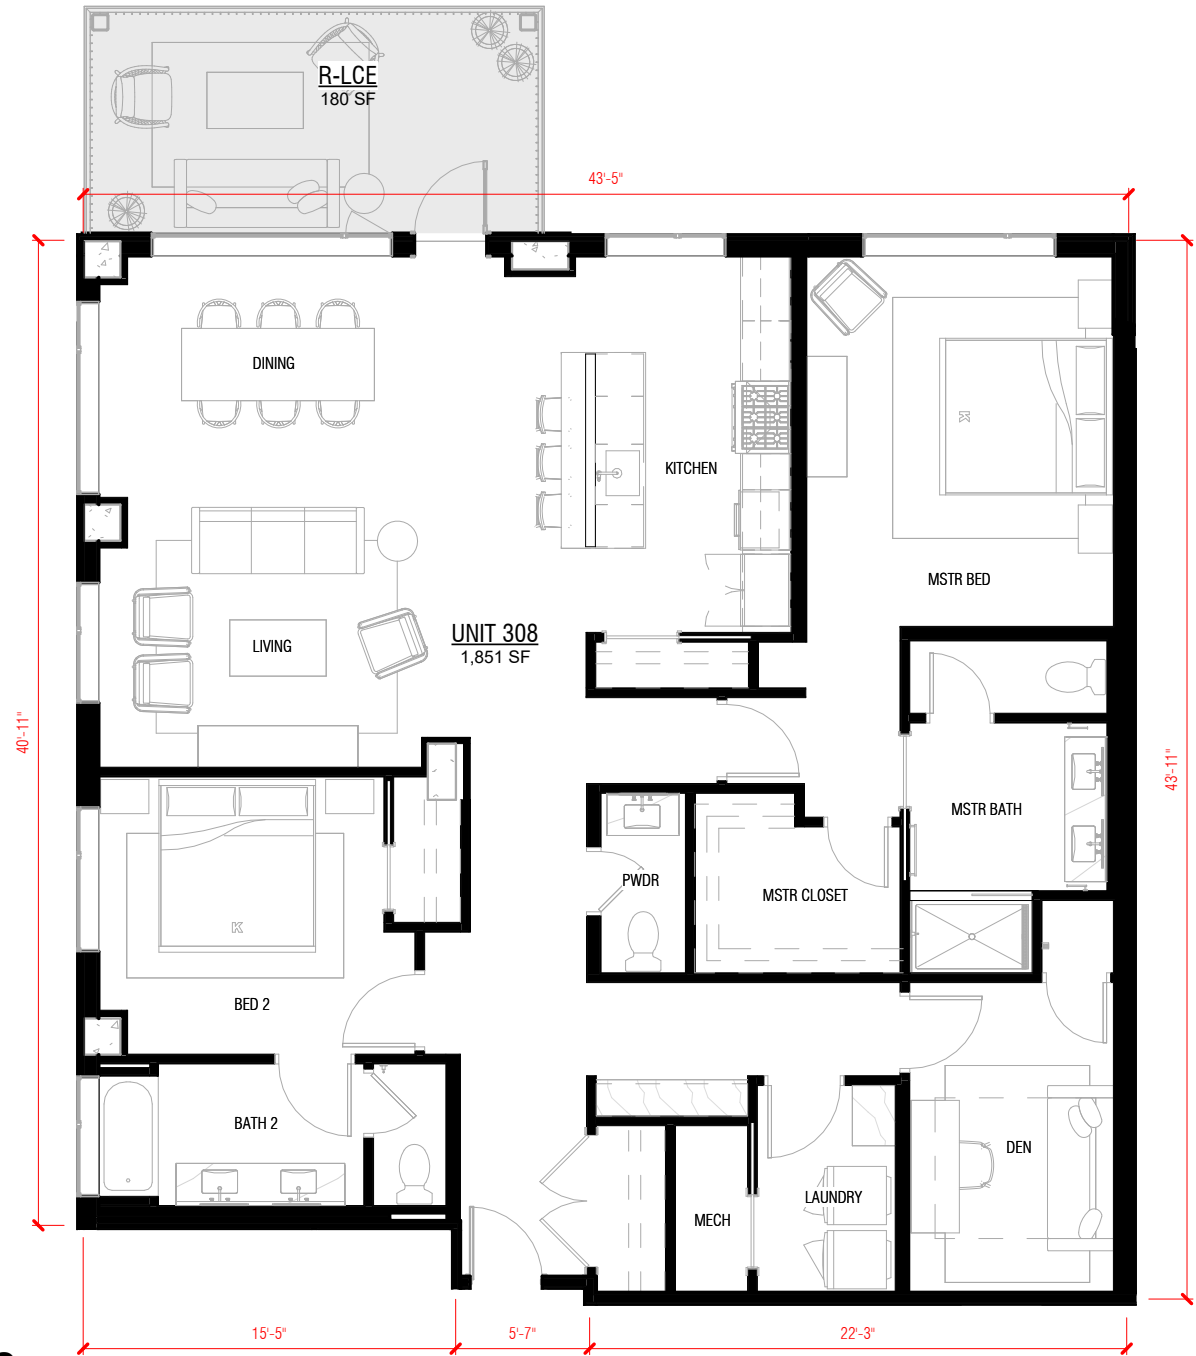 R-LCE
180 SF
43'-5"
DINING
KITCHEN
MSTR BED
UNIT 308
1,851 SF
LIVING
40'-11"
43'-11"
MSTR BATH
PWDR
MSTR CLOSET
BED 2
BATH 2
DEN
LAUNDRY
MECH
15'-5"
5'-7"
22'-3"
K
K